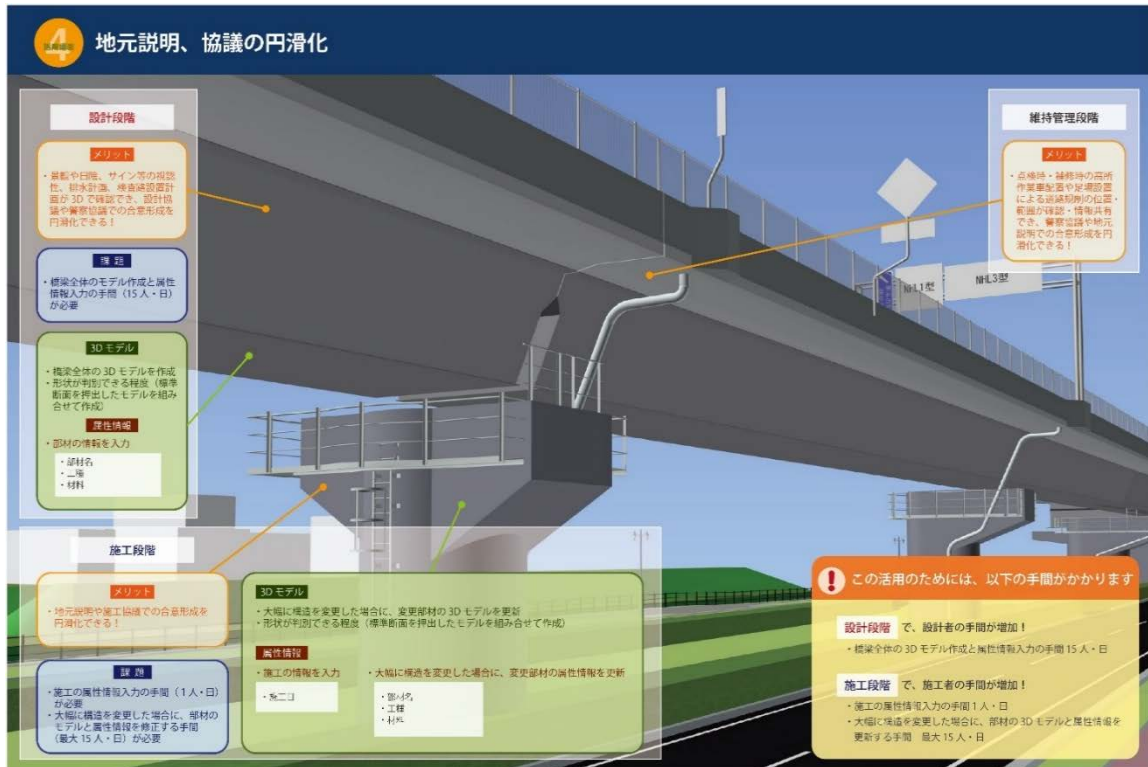 4
地元説明、協議の円滑化
設計段階
メリット
・景観や日陰、サイン等の視認
性、排水計画、検査路設置計
画が3Dで確認でき、設計協
議や警察協議での合意形成を
円滑化できる！
課 題
・橋梁全体のモデル作成と属性
情報入力の手間（15人・日）
が必要
3Dモデル
・橋梁全体の3Dモデルを作成
・形状が判別できる程度（標準
断面を押出したモデルを組み
合せて作成）
属性情報
・部材の情報を入力
・部材名
・工種
・材料
維持管理段階
メリット
・点検時・補修時の高所
作業車配置や足場設置
による道路規制の位置・
範囲が確認・情報共有
でき、警察協議や地元
説明での合意形成を円
滑化できる！
NHL1型
NHL3型
施工段階
メリット
・地元説明や施工協議での合意形成を
円滑化できる！
課 題
・施工の属性情報入力の手間（1人・日）
が必要
・大幅に構造を変更した場合に、部材の
モデルと属性情報を修正する手間
（最大15人・日）が必要
3Dモデル
・大幅に構造を変更した場合に、変更部材の3Dモデルを更新
・形状が判別できる程度（標準断面を押出したモデルを組み合せて作成）
属性情報
・施工の情報を入力
・施工日
・大幅に構造を変更した場合に、変更部材の属性情報を更新
・部材名
・工種
・材料
! この活用のためには、以下の手間がかかります
設計段階 で、設計者の手間が増加！
・橋梁全体の3Dモデル作成と属性情報入力の手間15人・日
施工段階 で、施工者の手間が増加！
・施工の属性情報入力の手間1人・日
・大幅に構造を変更した場合に、部材の3Dモデルと属性情報を
更新する手間　最大15人・日